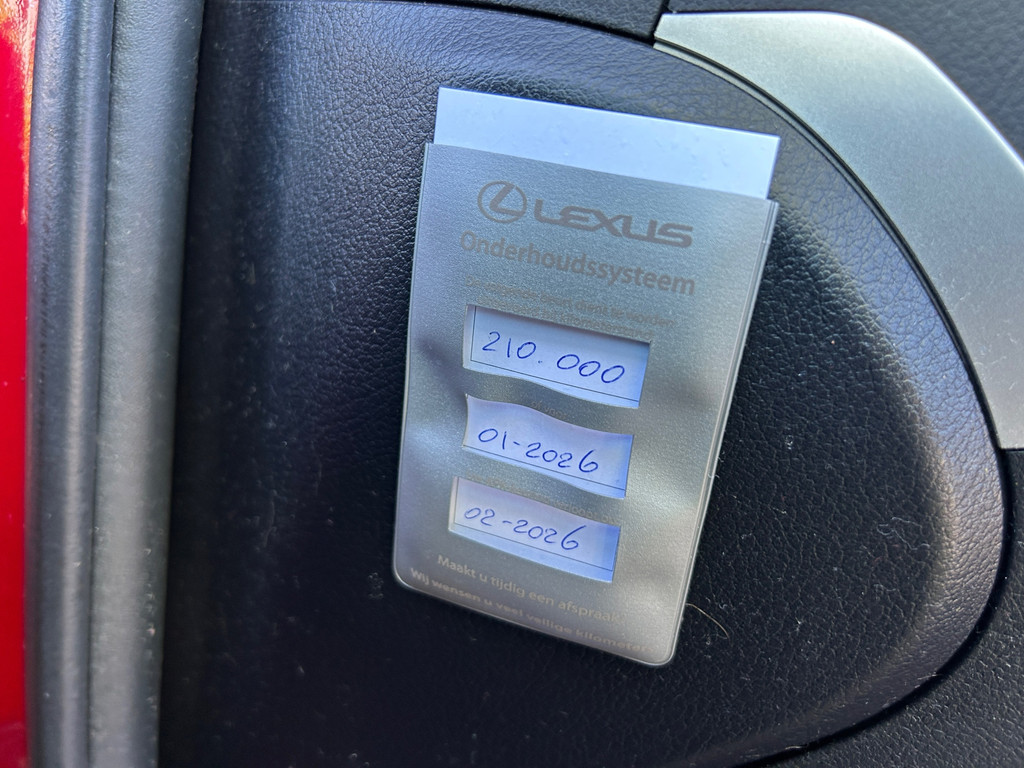 LEXUS
Onderhoudssysteem
210.000
01-2026
02-2026
Maakt u tijdig een afspraak?
Wij wensen u veel veilige kilometers